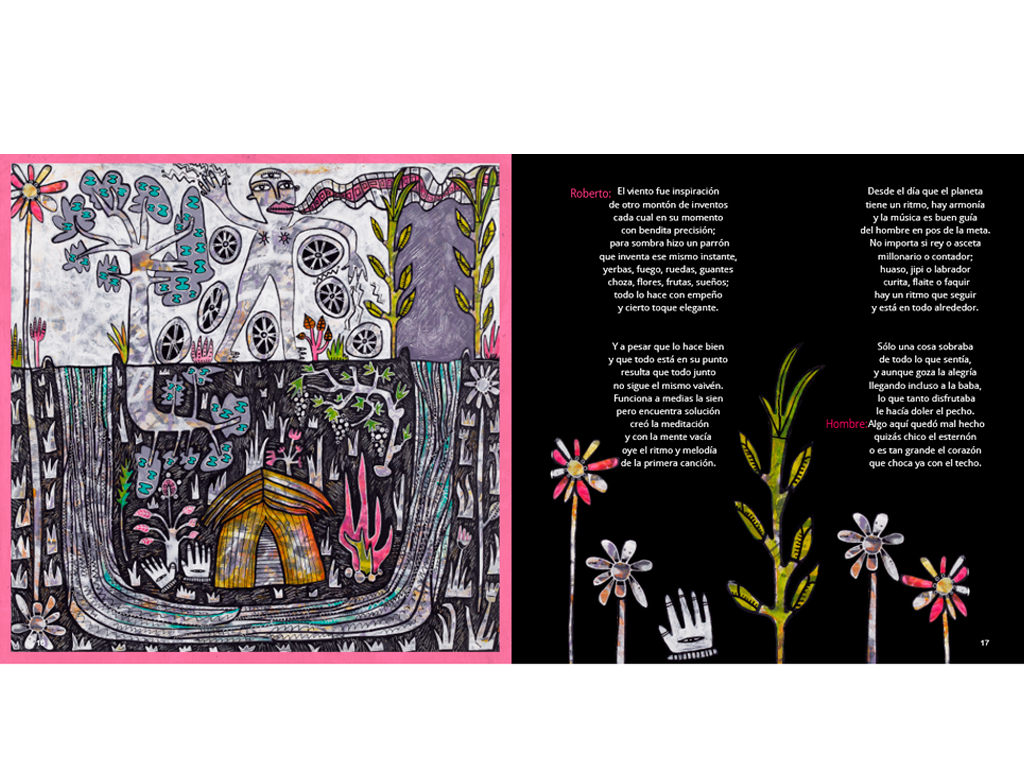 Roberto: El viento fue inspiración
de otro montón de inventos
cada cual en su momento
con bendita precisión;
para sombra hizo un parrón
que inventa ese mismo instante,
yerbas, fuego, ruedas, guantes
choza, flores, frutas, sueños;
todo lo hace con empeño
y cierto toque elegante.
Y a pesar que lo hace bien
y que todo está en su punto
resulta que todo junto
no sigue el mismo vaivén.
Funciona a medias la sien
pero encuentra solución
creó la meditación
y con la mente vacía
oye el ritmo y melodía
de la primera canción.
Desde el día que el planeta
tiene un ritmo, hay armonía
y la música es buen guía
del hombre en pos de la meta.
No importa si rey o asceta
millonario o contador;
huaso, jipi o labrador
curita, flaite o faquir
hay un ritmo que seguir
y está en todo alrededor.
Sólo una cosa sobraba
de todo lo que sentía,
y aunque goza la alegría
llegando incluso a la baba,
lo que tanto disfrutaba
le hacía doler el pecho.
Hombre: Algo aquí quedó mal hecho
quizás chico el esternón
o es tan grande el corazón
que choca ya con el techo.
16
17